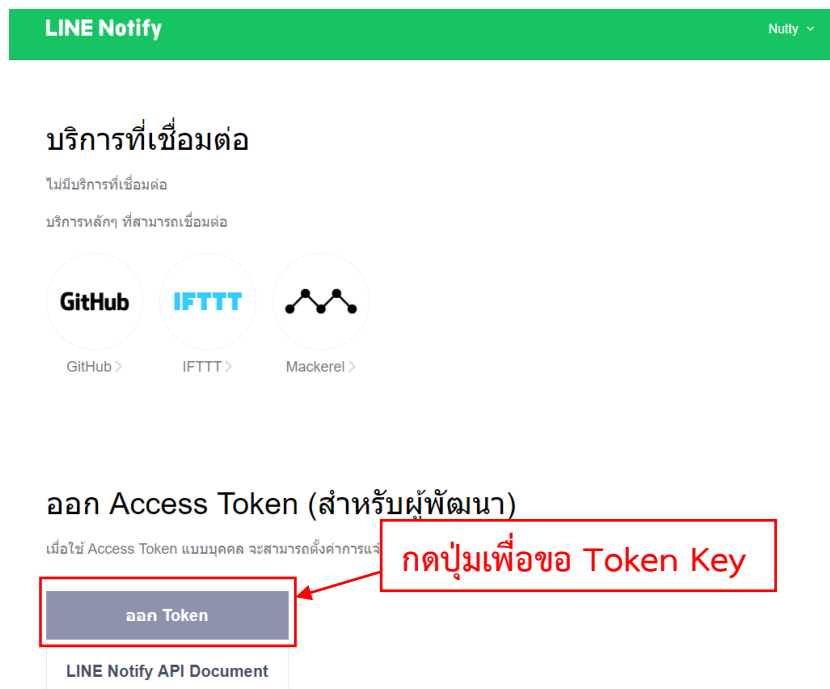 LINE Notify
Nutty
บริการที่เชื่อมต่อ
ไม่มีบริการที่เชื่อมต่อ
บริการหลักๆ ที่สามารถเชื่อมต่อ
GitHub IFTTT
GitHub IFTTT Mackerel
ออก Access Token (สำหรับผู้พัฒนา)
เมื่อใช้ Access Token แบบบุคคล จะสามารถตั้งค่าการแจ้
กดปุ่มเพื่อขอ Token Key
ออก Token
LINE Notify API Document